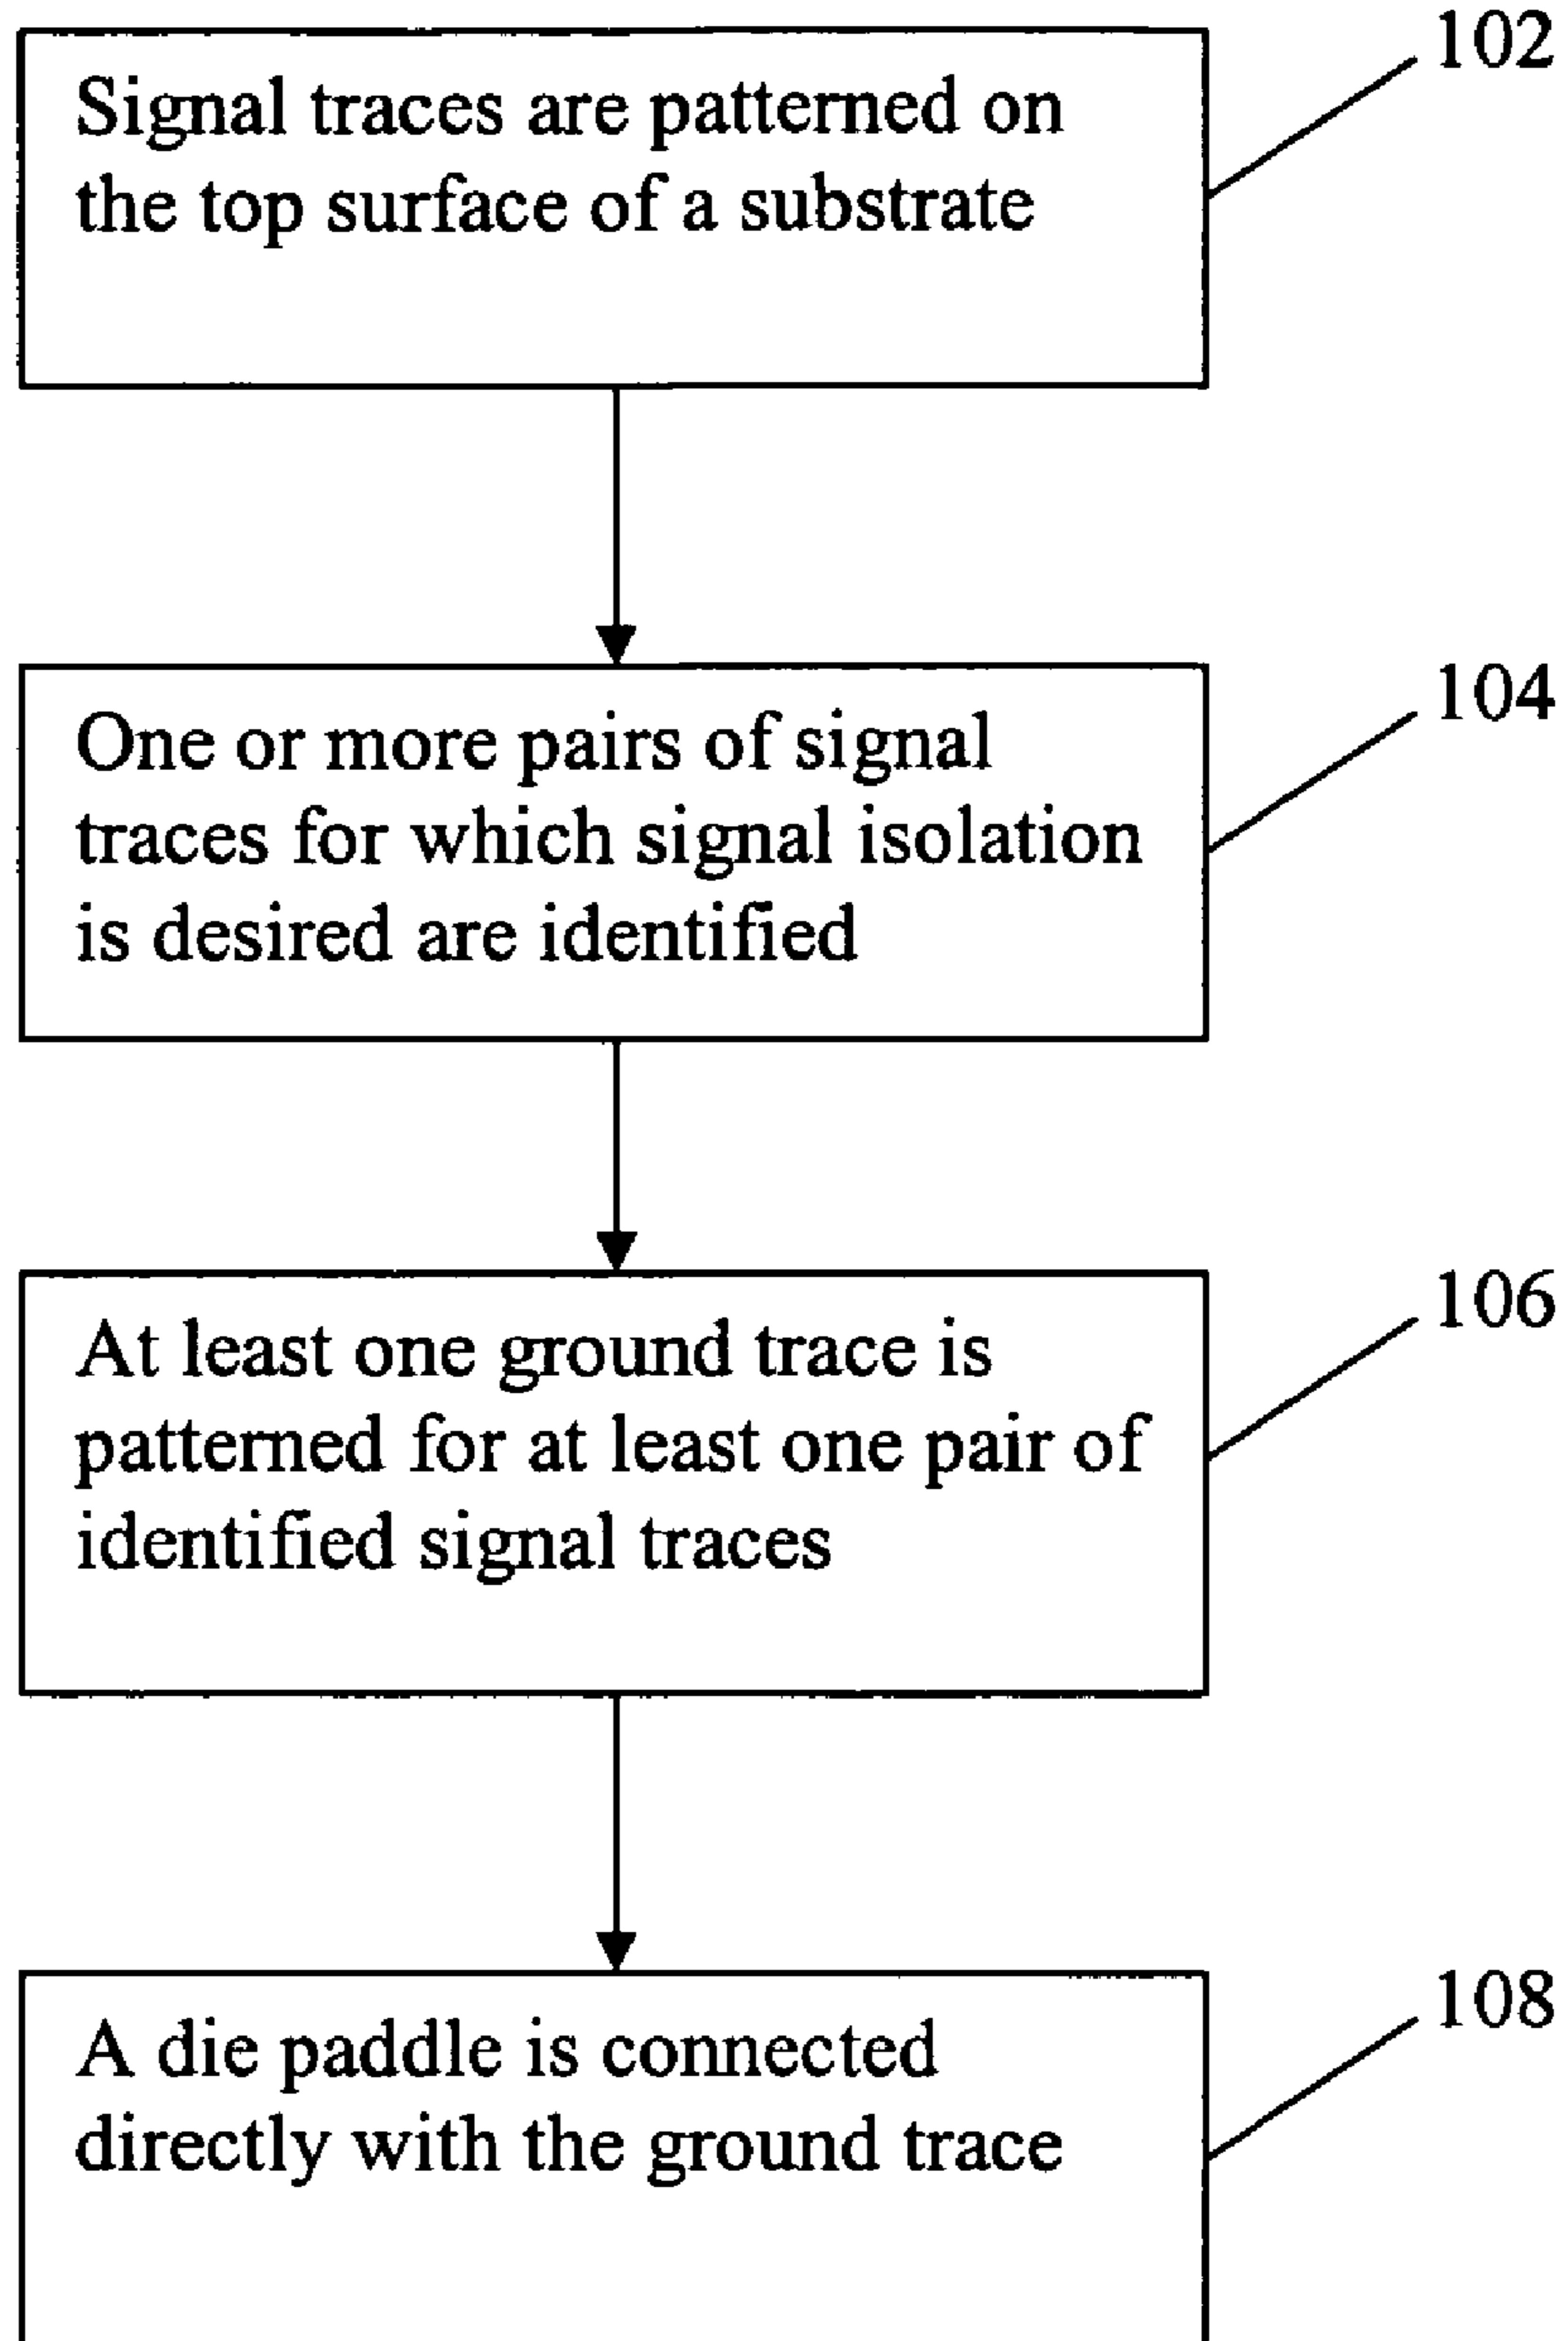 102
Signal traces are patterned on
the top surface of a substrate
104
One or more pairs of signal
traces for which signal isolation
is desired are identified
106
At least one ground trace is
patterned for at least one pair of
identified signal traces
108
A die paddle is connected
directly with the ground trace